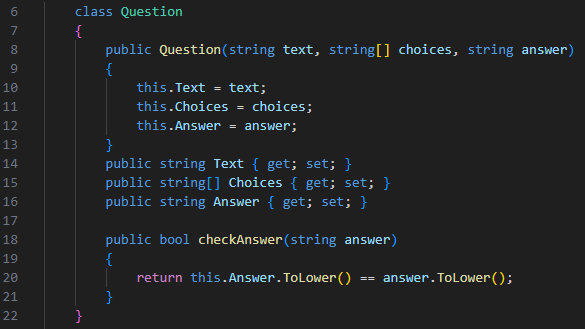 6 class Question
7 {
8 public Question(string text, string[] choices, string answer)
9 {
10 this.Text = text;
11 this.Choices = choices;
12 this.Answer = answer;
13 }
14 public string Text { get; set; }
15 public string[] Choices { get; set; }
16 public string Answer { get; set; }
17
18 public bool checkAnswer(string answer)
19 {
20 return this.Answer.ToLower() == answer.ToLower();
21 }
22 }